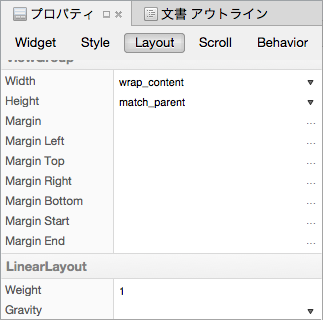 プロパティ 文書 アウトライン
Widget Style Layout Scroll Behavior
ViewGroup
Width wrap_content
Height match_parent
Margin ...
Margin Left ...
Margin Top ...
Margin Right ...
Margin Bottom ...
Margin Start ...
Margin End ...
LinearLayout
Weight 1
Gravity